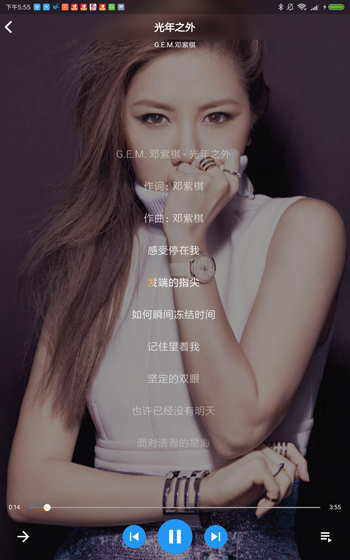 下午5:55
光年之外
G.E.M.邓紫棋
G.E.M. 邓紫棋 - 光年之外
作词：邓紫棋
作曲：邓紫棋
感受停在我
发端的指尖
如何瞬间冻结时间
记住望着我
坚定的双眼
也许已经没有明天
面对浩瀚的星海
0:14
3:55